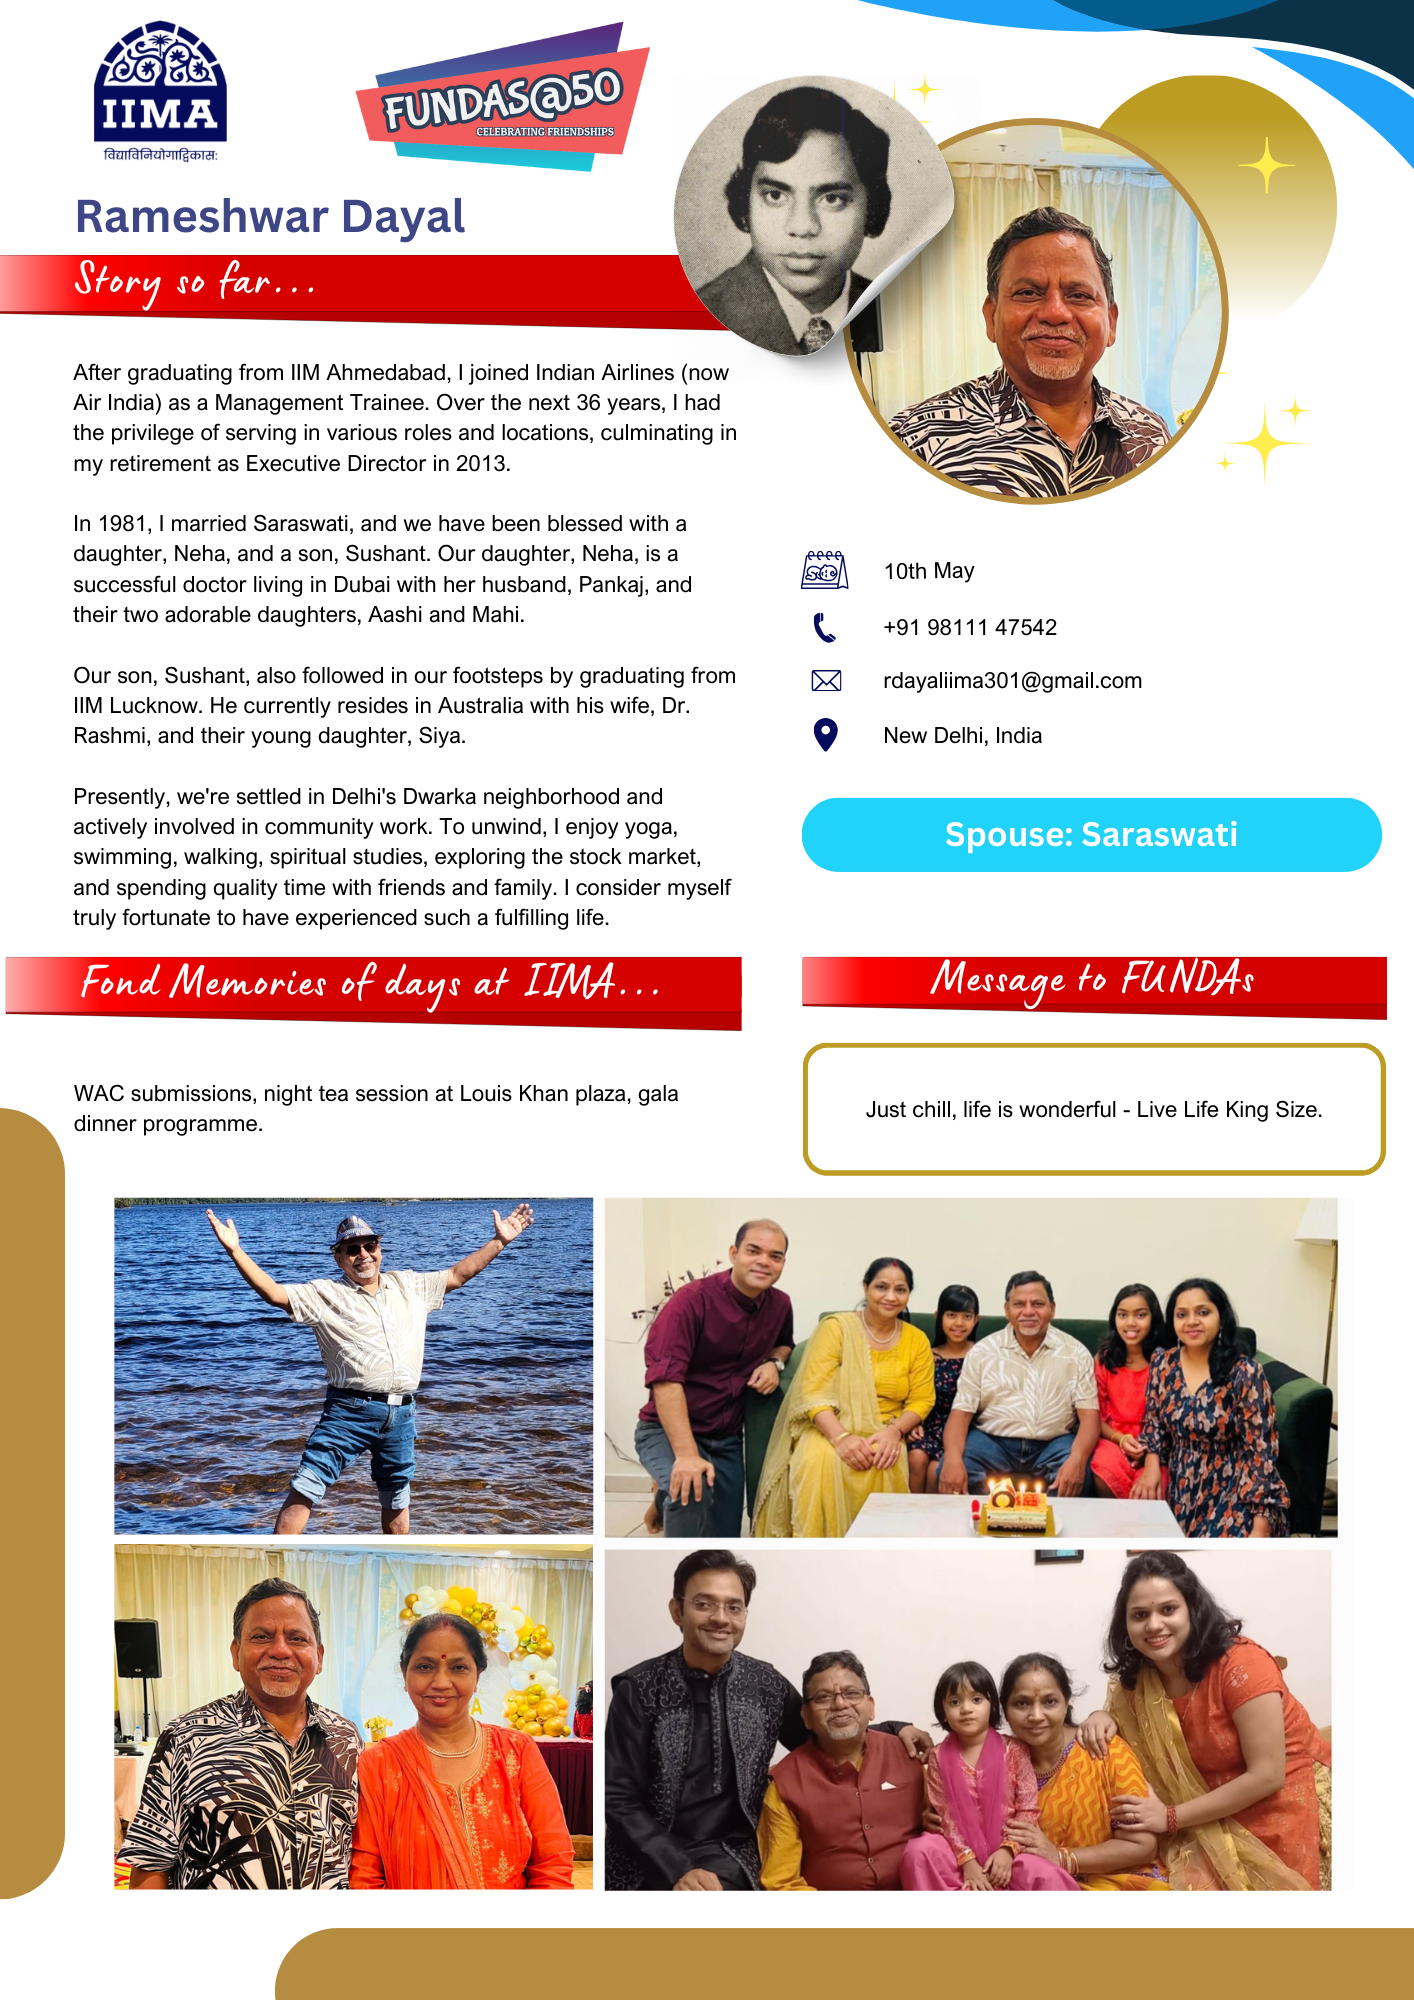 IIMA
विद्याविनियोगाद्विकास:
FUNDAS@50
CELEBRATING FRIENDSHIPS
Rameshwar Dayal
Story so far...
After graduating from IIM Ahmedabad, I joined Indian Airlines (now
Air India) as a Management Trainee. Over the next 36 years, I had
the privilege of serving in various roles and locations, culminating in
my retirement as Executive Director in 2013.
In 1981, I married Saraswati, and we have been blessed with a
daughter, Neha, and a son, Sushant. Our daughter, Neha, is a
successful doctor living in Dubai with her husband, Pankaj, and
their two adorable daughters, Aashi and Mahi.
Our son, Sushant, also followed in our footsteps by graduating from
IIM Lucknow. He currently resides in Australia with his wife, Dr.
Rashmi, and their young daughter, Siya.
Presently, we're settled in Delhi's Dwarka neighborhood and
actively involved in community work. To unwind, I enjoy yoga,
swimming, walking, spiritual studies, exploring the stock market,
and spending quality time with friends and family. I consider myself
truly fortunate to have experienced such a fulfilling life.
10th May
+91 98111 47542
rdayaliima301@gmail.com
New Delhi, India
Spouse: Saraswati
Fond Memories of days at IIMA...
WAC submissions, night tea session at Louis Khan plaza, gala
dinner programme.
Message to FUNDAs
Just chill, life is wonderful - Live Life King Size.
A